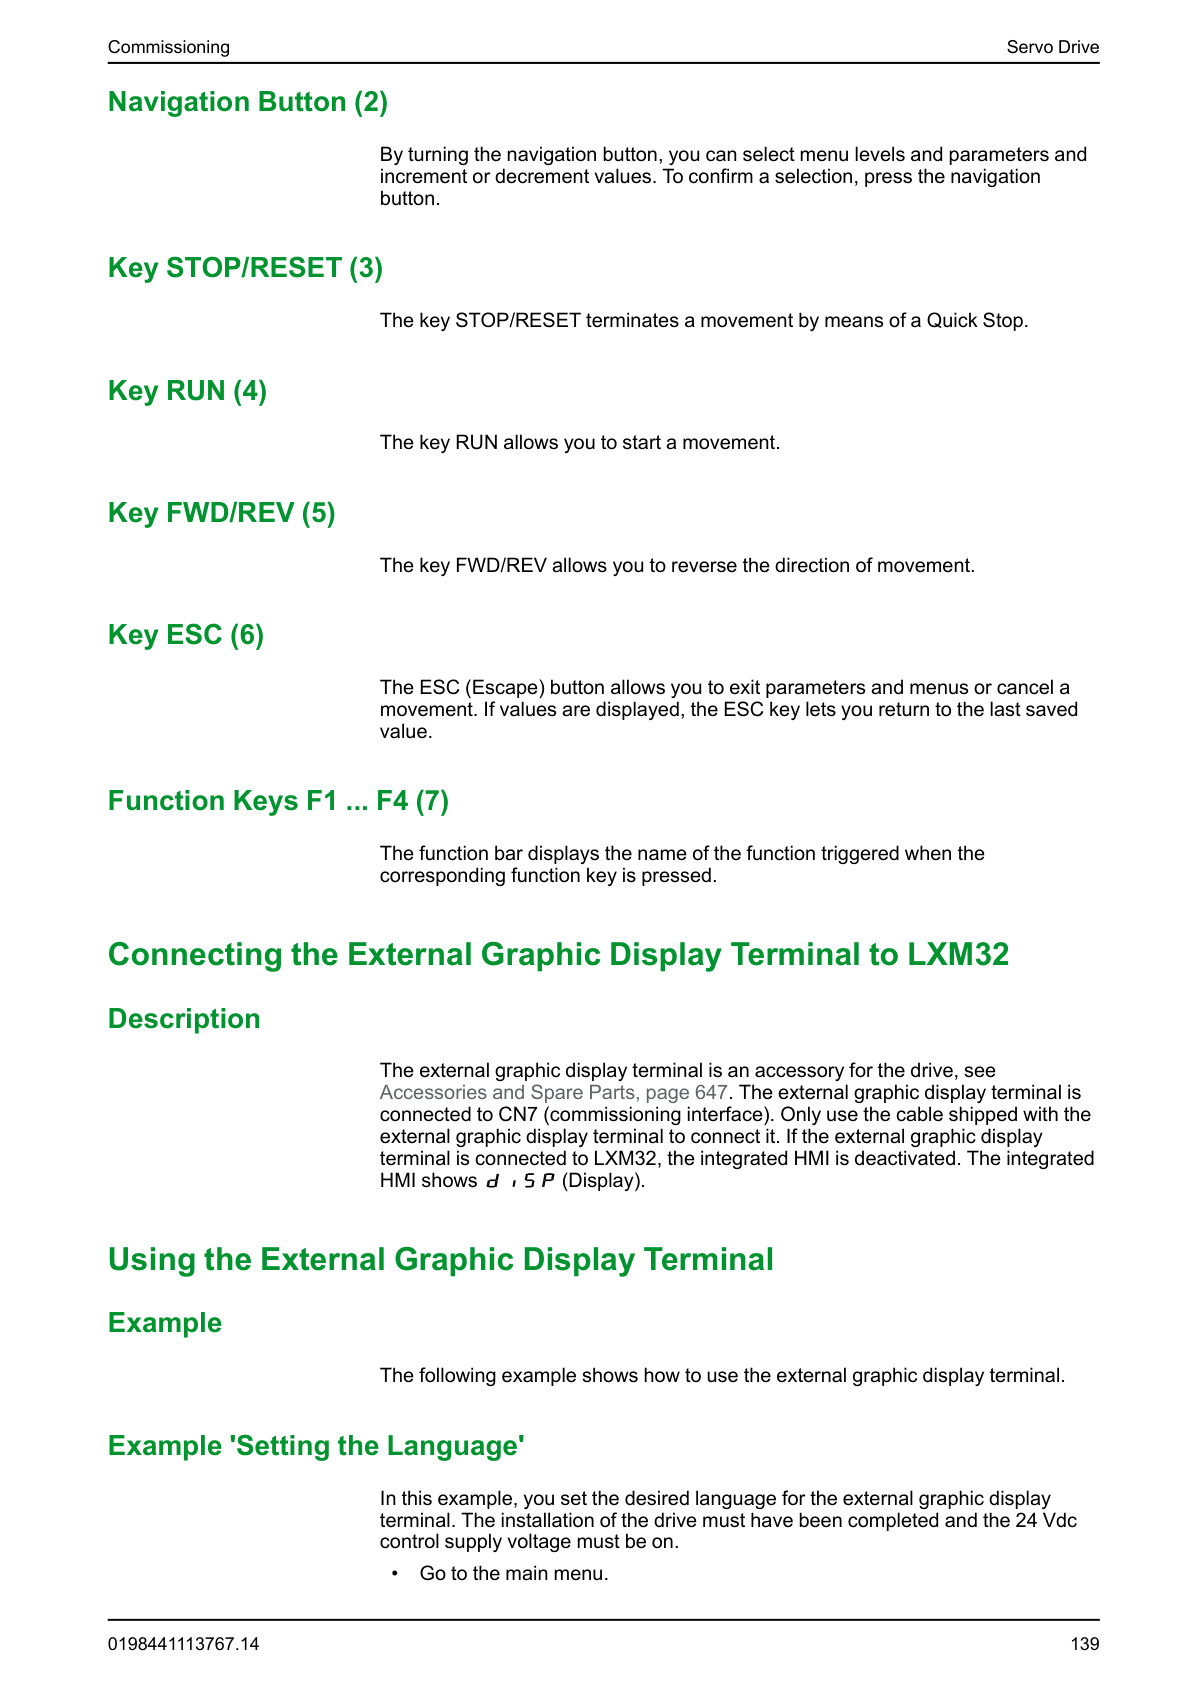 Commissioning
Servo Drive
Navigation Button (2)
By turning the navigation button, you can select menu levels and parameters and
increment or decrement values. To confirm a selection, press the navigation
button.
Key STOP/RESET (3)
The key STOP/RESET terminates a movement by means of a Quick Stop.
Key RUN (4)
The key RUN allows you to start a movement.
Key FWD/REV (5)
The key FWD/REV allows you to reverse the direction of movement.
Key ESC (6)
The ESC (Escape) button allows you to exit parameters and menus or cancel a
movement. If values are displayed, the ESC key lets you return to the last saved
value.
Function Keys F1 ... F4 (7)
The function bar displays the name of the function triggered when the
corresponding function key is pressed.
Connecting the External Graphic Display Terminal to LXM32
Description
The external graphic display terminal is an accessory for the drive, see
Accessories and Spare Parts, page 647. The external graphic display terminal is
connected to CN7 (commissioning interface). Only use the cable shipped with the
external graphic display terminal to connect it. If the external graphic display
terminal is connected to LXM32, the integrated HMI is deactivated. The integrated
HMI shows diSP (Display).
Using the External Graphic Display Terminal
Example
The following example shows how to use the external graphic display terminal.
Example 'Setting the Language'
In this example, you set the desired language for the external graphic display
terminal. The installation of the drive must have been completed and the 24 Vdc
control supply voltage must be on.
• Go to the main menu.
0198441113767.14
139